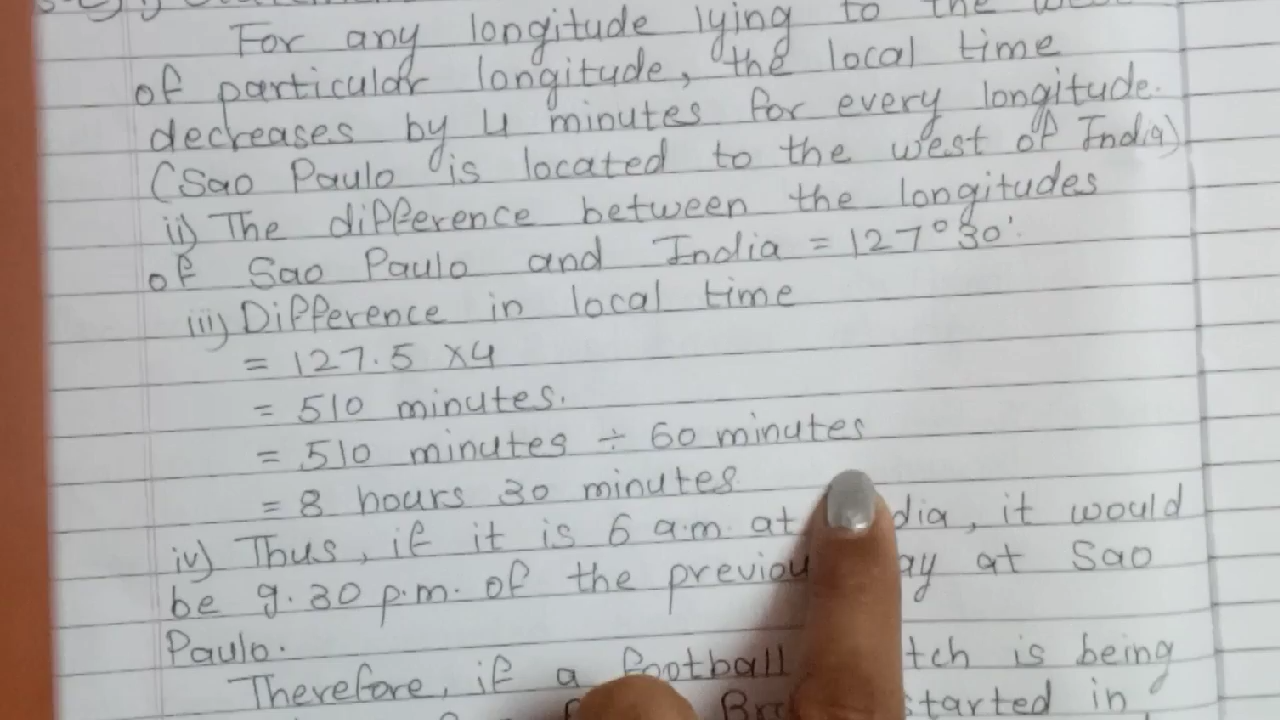 For any longitude lying to the
of particular longitude, the local time
decreases by 4 minutes for every longitude.
(Sao Paulo is located to the west of India)
ii) The difference between the longitudes
of Sao Paulo and India = 127°30'
iii) Difference in local time
= 127.5 x4
= 510 minutes.
= 510 minutes ÷ 60 minutes
= 8 hours 30 minutes
iv) Thus, if it is 6 a.m. at dia, it would
be 9.30 p.m. of the previou ay at Sao
Paulo.
Therefore, if a football tch is being
started in